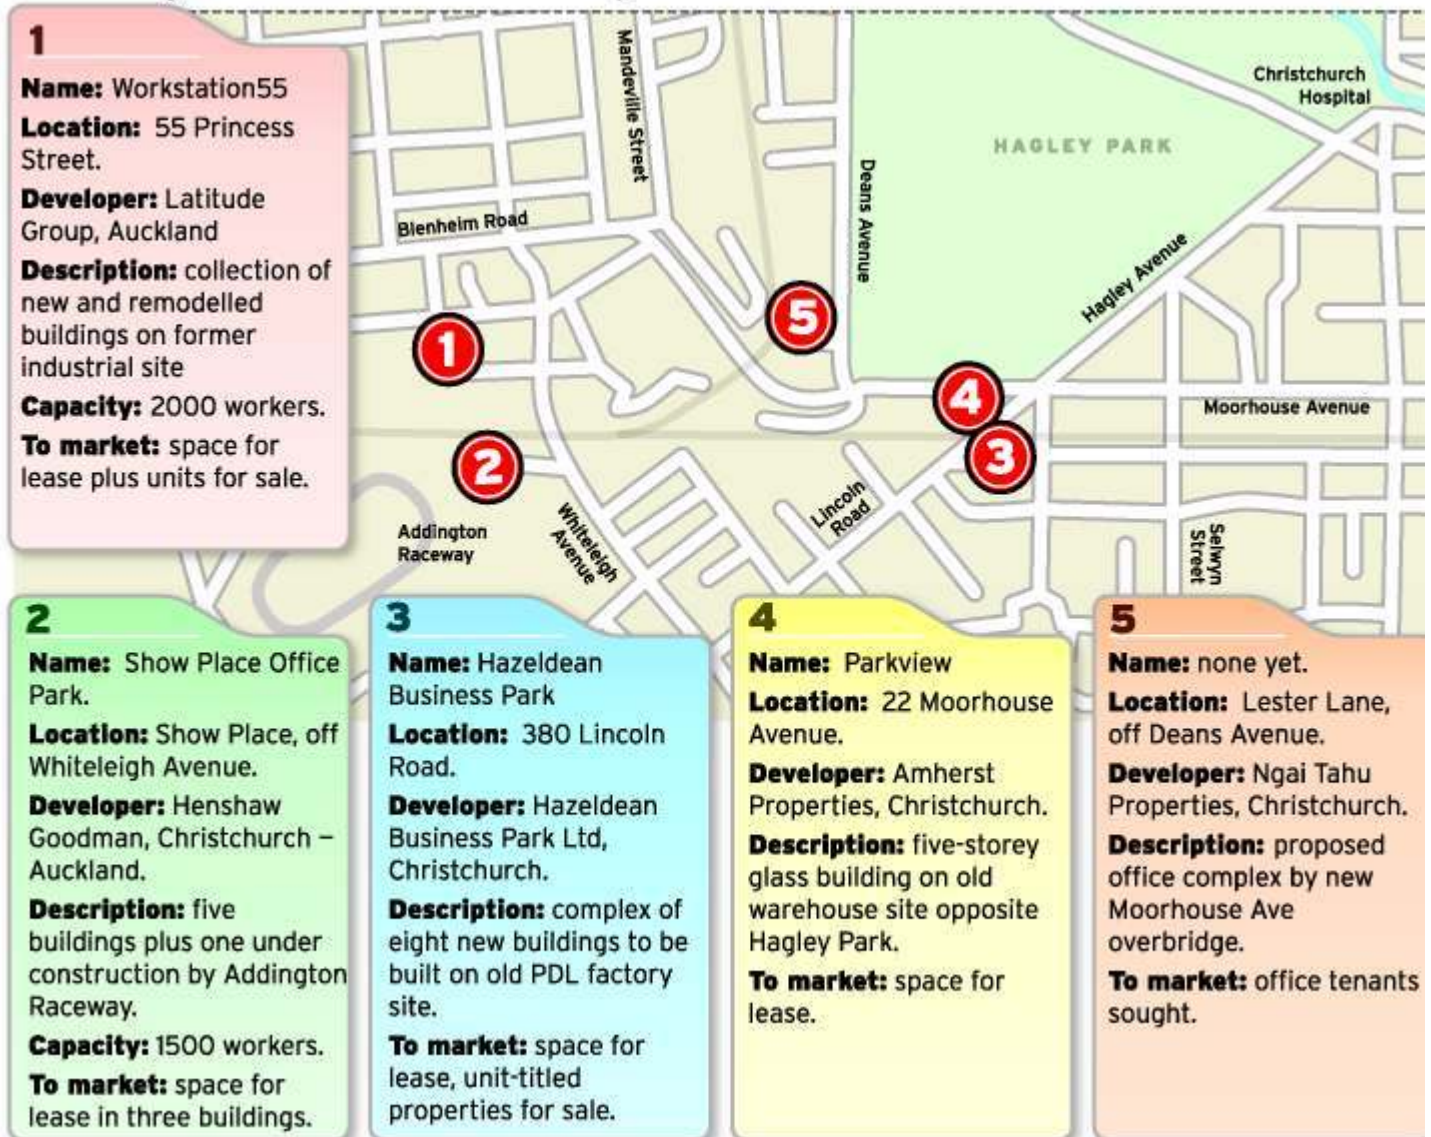 1
Name: Workstation55
Location: 55 Princess
Street.
Developer: Latitude
Group, Auckland
Description: collection of
new and remodelled
buildings on former
industrial site
Capacity: 2000 workers.
To market: space for
lease plus units for sale.
Mandeville Street
Blenheim Road
Deans Avenue
HAGLEY PARK
Christchurch
Hospital
Hagley Avenue
Moorhouse Avenue
1
2
3
4
5
Addington
Raceway
Whiteleigh
Avenue
Lincoln
Road
Selwyn
Street
2
Name: Show Place Office
Park.
Location: Show Place, off
Whiteleigh Avenue.
Developer: Henshaw
Goodman, Christchurch –
Auckland.
Description: five
buildings plus one under
construction by Addington
Raceway.
Capacity: 1500 workers.
To market: space for
lease in three buildings.
3
Name: Hazeldean
Business Park
Location: 380 Lincoln
Road.
Developer: Hazeldean
Business Park Ltd,
Christchurch.
Description: complex of
eight new buildings to be
built on old PDL factory
site.
To market: space for
lease, unit-titled
properties for sale.
4
Name: Parkview
Location: 22 Moorhouse
Avenue.
Developer: Amherst
Properties, Christchurch.
Description: five-storey
glass building on old
warehouse site opposite
Hagley Park.
To market: space for
lease.
5
Name: none yet.
Location: Lester Lane,
off Deans Avenue.
Developer: Ngai Tahu
Properties, Christchurch.
Description: proposed
office complex by new
Moorhouse Ave
overbridge.
To market: office tenants
sought.